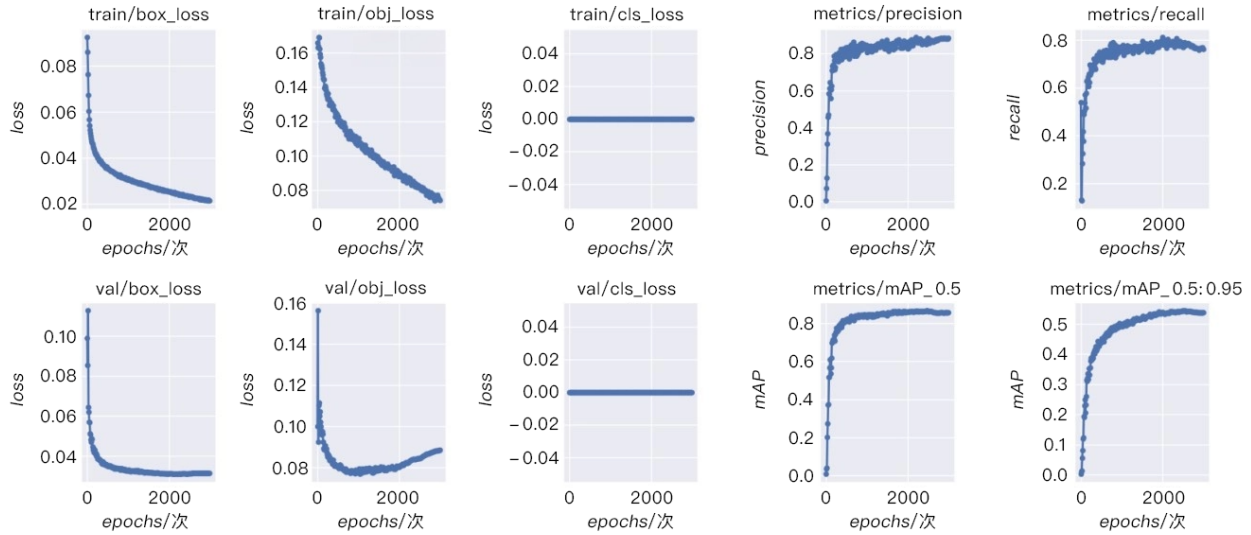 train/box_loss
loss
0.08
0.06
0.04
0.02
0
2000
epochs/次
train/obj_loss
loss
0.16
0.14
0.12
0.10
0.08
0
2000
epochs/次
train/cls_loss
loss
0.04
0.02
0.00
−0.02
−0.04
0
2000
epochs/次
metrics/precision
precision
0.8
0.6
0.4
0.2
0.0
0
2000
epochs/次
metrics/recall
recall
0.8
0.6
0.4
0.2
0
2000
epochs/次
val/box_loss
loss
0.10
0.08
0.06
0.04
0
2000
epochs/次
val/obj_loss
loss
0.16
0.14
0.12
0.10
0.08
0
2000
epochs/次
val/cls_loss
loss
0.04
0.02
0.00
−0.02
−0.04
0
2000
epochs/次
metrics/mAP_0.5
mAP
0.8
0.6
0.4
0.2
0.0
0
2000
epochs/次
metrics/mAP_0.5:0.95
mAP
0.5
0.4
0.3
0.2
0.1
0.0
0
2000
epochs/次